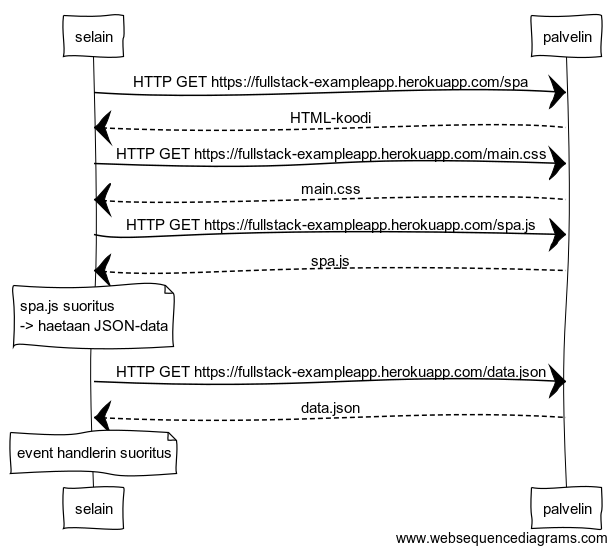 selain
palvelin
HTTP GET https://fullstack-exampleapp.herokuapp.com/spa
HTML-koodi
HTTP GET https://fullstack-exampleapp.herokuapp.com/main.css
main.css
HTTP GET https://fullstack-exampleapp.herokuapp.com/spa.js
spa.js
spa.js suoritus
-> haetaan JSON-data
HTTP GET https://fullstack-exampleapp.herokuapp.com/data.json
data.json
event handlerin suoritus
selain
palvelin
www.websequencediagrams.com